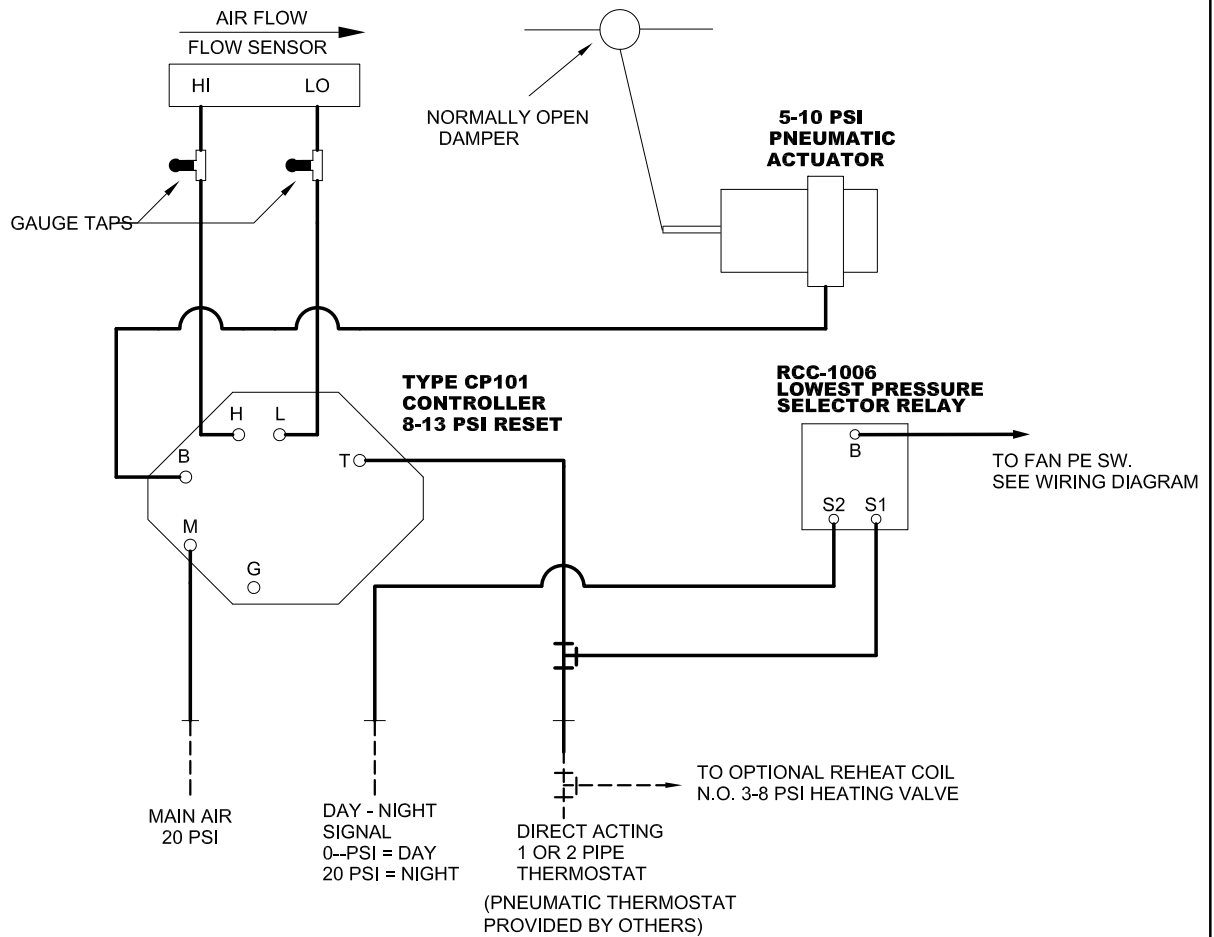 AIR FLOW
FLOW SENSOR
HI
LO
NORMALLY OPEN
DAMPER
5-10 PSI
PNEUMATIC
ACTUATOR
GAUGE TAPS
TYPE CP101
CONTROLLER
8-13 PSI RESET
RCC-1006
LOWEST PRESSURE
SELECTOR RELAY
H
L
B
T
M
G
B
S2
S1
TO FAN PE SW.
SEE WIRING DIAGRAM
TO OPTIONAL REHEAT COIL
N.O. 3-8 PSI HEATING VALVE
MAIN AIR
20 PSI
DAY - NIGHT
SIGNAL
0--PSI = DAY
20 PSI = NIGHT
DIRECT ACTING
1 OR 2 PIPE
THERMOSTAT
(PNEUMATIC THERMOSTAT
PROVIDED BY OTHERS)